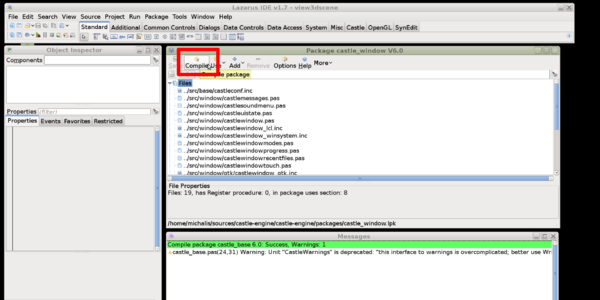 Lazarus IDE v1.7 - view3dscene
File Edit Search View Source Project Run Package Tools Window Help
Standard Additional Common Controls Dialogs Data Controls Data Access System Misc Castle OpenGL SynEdit
Object Inspector
Components
Properties (filter)
Properties Events Favorites Restricted
Package castle_window V6.0
Compile Use Add Remove Options Help More
Compile package
Files
../src/base/castleconf.inc
../src/window/castlemessages.pas
../src/window/castlesoundmenu.pas
../src/window/castleuistate.pas
../src/window/castlewindow.pas
../src/window/castlewindow_lcl.inc
../src/window/castlewindow_winsystem.inc
../src/window/castlewindowmodes.pas
../src/window/castlewindowprogress.pas
../src/window/castlewindowrecentfiles.pas
../src/window/castlewindowtouch.pas
../src/window/gtk/castlewindow_gtk.inc
File Properties
Files: 19, has Register procedure: 0, in package uses section: 8
/home/michalis/sources/castle-engine/castle-engine/packages/castle_window.lpk
Messages
Compile package castle_base 6.0: Success, Warnings: 1
castle_base.pas(24,31) Warning: Unit "CastleWarnings" is deprecated: "this interface to warnings is overcomplicated, better use Wr